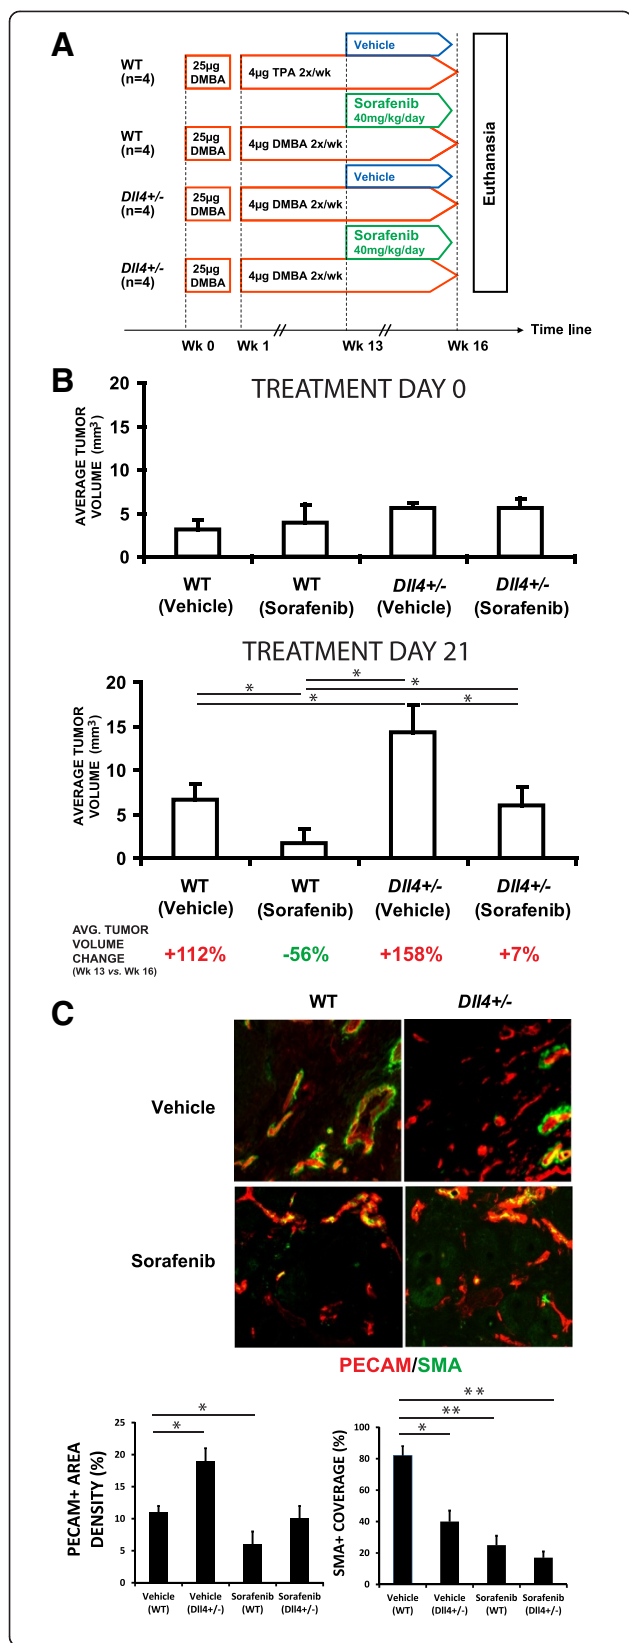 A
Vehicle
WT
(n=4)
25µg
DMBA
4µg TPA 2x/wk
Sorafenib
40mg/kg/day
WT
(n=4)
25µg
DMBA
4µg DMBA 2x/wk
Vehicle
Dll4+/-
(n=4)
25µg
DMBA
4µg DMBA 2x/wk
Sorafenib
40mg/kg/day
Dll4+/-
(n=4)
25µg
DMBA
4µg DMBA 2x/wk
Euthanasia
Time line
Wk 0 Wk 1 Wk 13 Wk 16
B
TREATMENT DAY 0
AVERAGE TUMOR
VOLUME (mm³)
20
15
10
5
0
WT WT Dll4+/- Dll4+/-
(Vehicle) (Sorafenib) (Vehicle) (Sorafenib)
TREATMENT DAY 21
AVERAGE TUMOR
VOLUME (mm³)
20
15
10
5
0
* * * * *
WT WT Dll4+/- Dll4+/-
(Vehicle) (Sorafenib) (Vehicle) (Sorafenib)
AVG. TUMOR
VOLUME
CHANGE
(Wk 13 vs. Wk 16)
+112% -56% +158% +7%
C
WT Dll4+/-
Vehicle
Sorafenib
PECAM/SMA
PECAM+ AREA
DENSITY (%)
25
20
15
10
5
0
*
*
Vehicle Vehicle Sorafenib Sorafenib
(WT) (Dll4+/-) (WT) (Dll4+/-)
SMA+ COVERAGE (%)
100
80
60
40
20
0
**
**
*
Vehicle Vehicle Sorafenib Sorafenib
(WT) (Dll4+/-) (WT) (Dll4+/-)